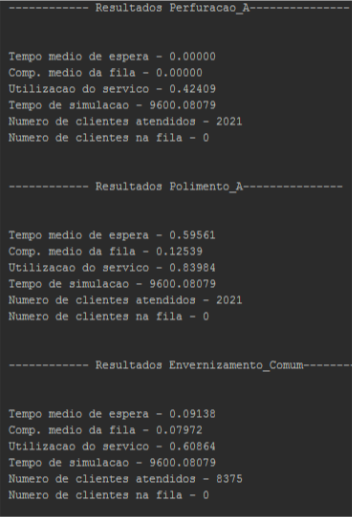 ------------ Resultados Perfuracao_A---------------
Tempo medio de espera - 0.00000
Comp. medio da fila - 0.00000
Utilizacao do servico - 0.42409
Tempo de simulacao - 9600.08079
Numero de clientes atendidos - 2021
Numero de clientes na fila - 0
------------ Resultados Polimento_A---------------
Tempo medio de espera - 0.59561
Comp. medio da fila - 0.12539
Utilizacao do servico - 0.83984
Tempo de simulacao - 9600.08079
Numero de clientes atendidos - 2021
Numero de clientes na fila - 0
------------ Resultados Envernizamento_Comum--------
Tempo medio de espera - 0.09138
Comp. medio da fila - 0.07972
Utilizacao do servico - 0.60864
Tempo de simulacao - 9600.08079
Numero de clientes atendidos - 8375
Numero de clientes na fila - 0